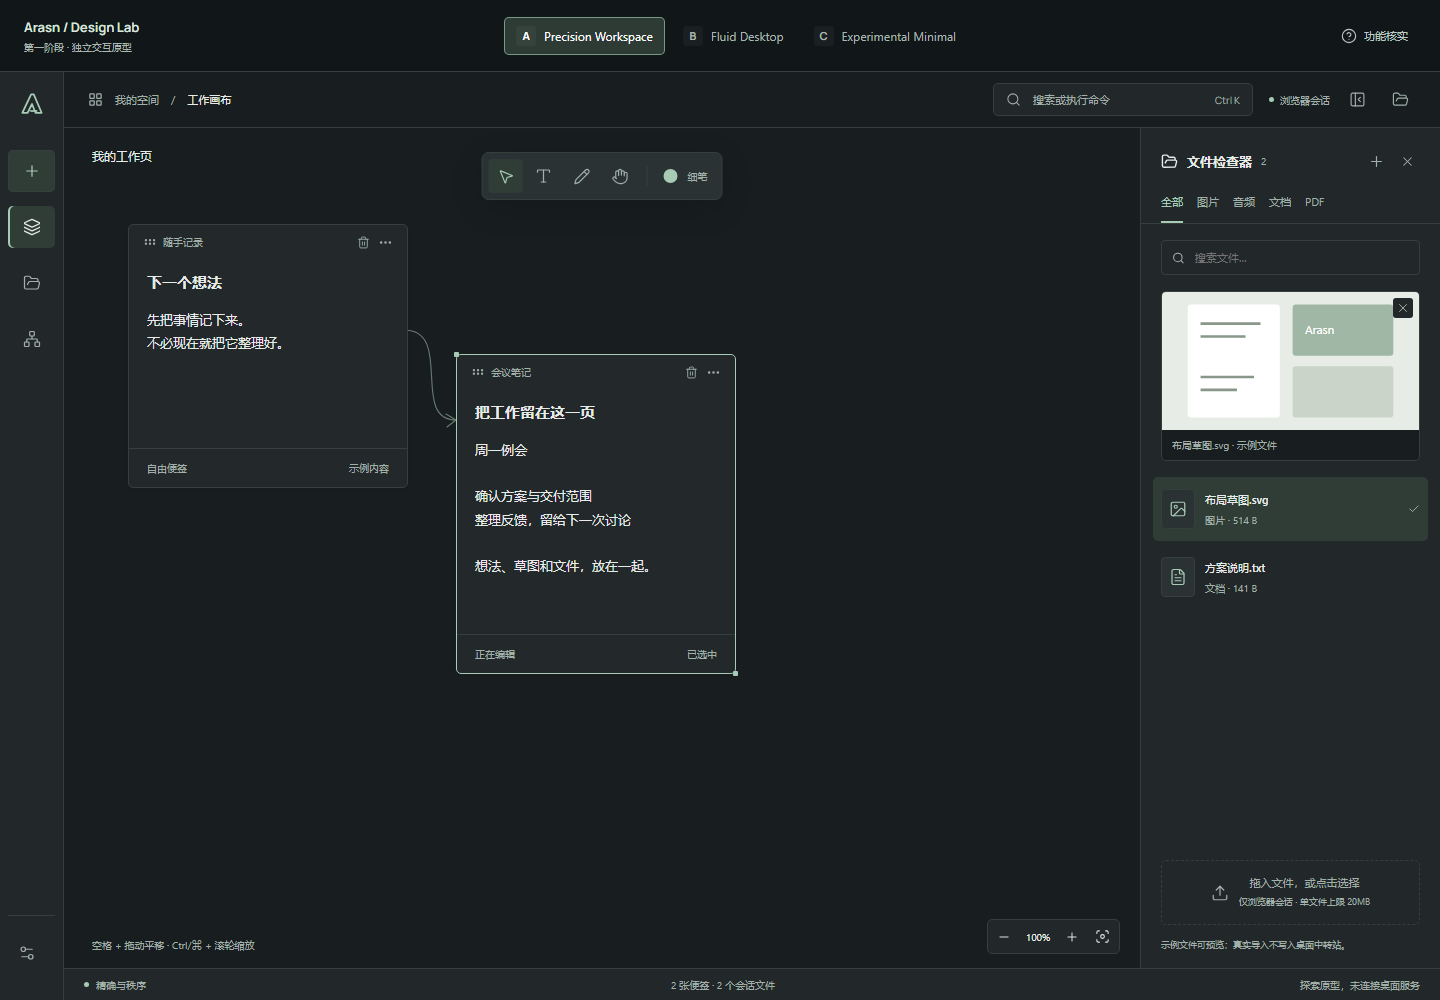 Arasn / Design Lab
第一阶段 · 独立交互原型
A Precision Workspace
B Fluid Desktop
C Experimental Minimal
功能核实
我的空间 / 工作画布
搜索或执行命令 Ctrl K
浏览器会话
我的工作页
细笔
随手记录
下一个想法
先把事情记下来。
不必现在就把它整理好。
自由便签 示例内容
会议笔记
把工作留在这一页
周一例会
确认方案与交付范围
整理反馈，留给下一次讨论
想法、草图和文件，放在一起。
正在编辑 已选中
文件检查器 2
全部 图片 音频 文档 PDF
搜索文件...
Arasn
布局草图.svg · 示例文件
布局草图.svg
图片 · 514 B
方案说明.txt
文档 · 141 B
拖入文件，或点击选择
仅浏览器会话 · 单文件上限 20MB
示例文件可预览；真实导入不写入桌面中转站。
空格 + 拖动平移 · Ctrl/⌘ + 滚轮缩放
100%
精确与秩序
2 张便签 · 2 个会话文件
探索原型，未连接桌面服务